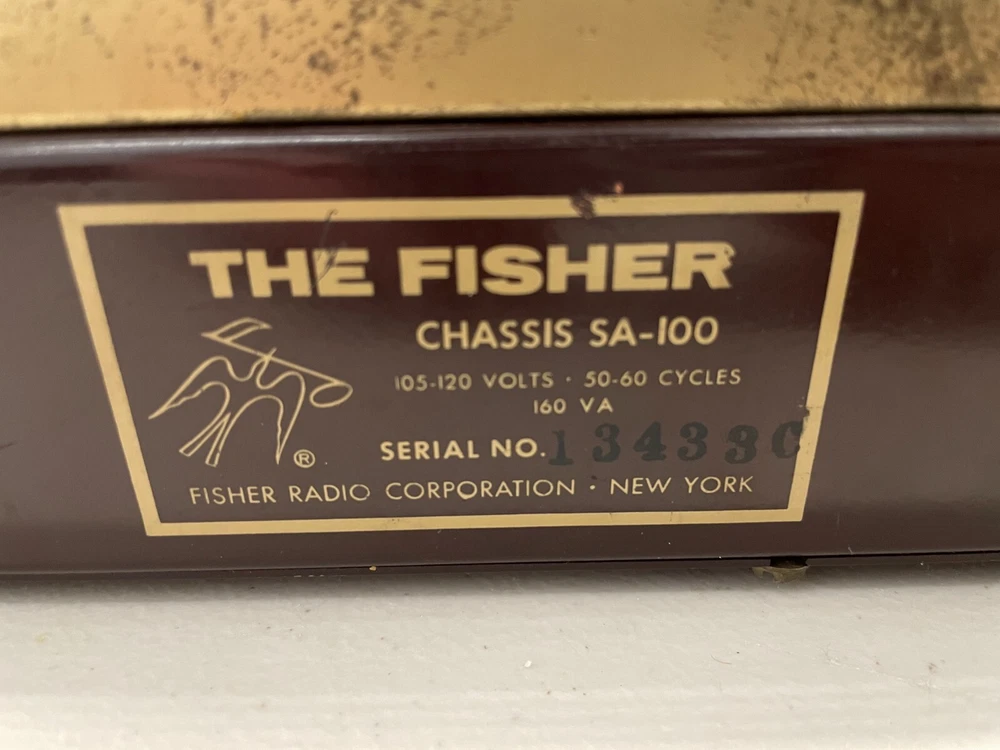 THE FISHER
CHASSIS SA-100
105-120 VOLTS · 50-60 CYCLES
160 VA
SERIAL NO. 13433C
®
FISHER RADIO CORPORATION · NEW YORK